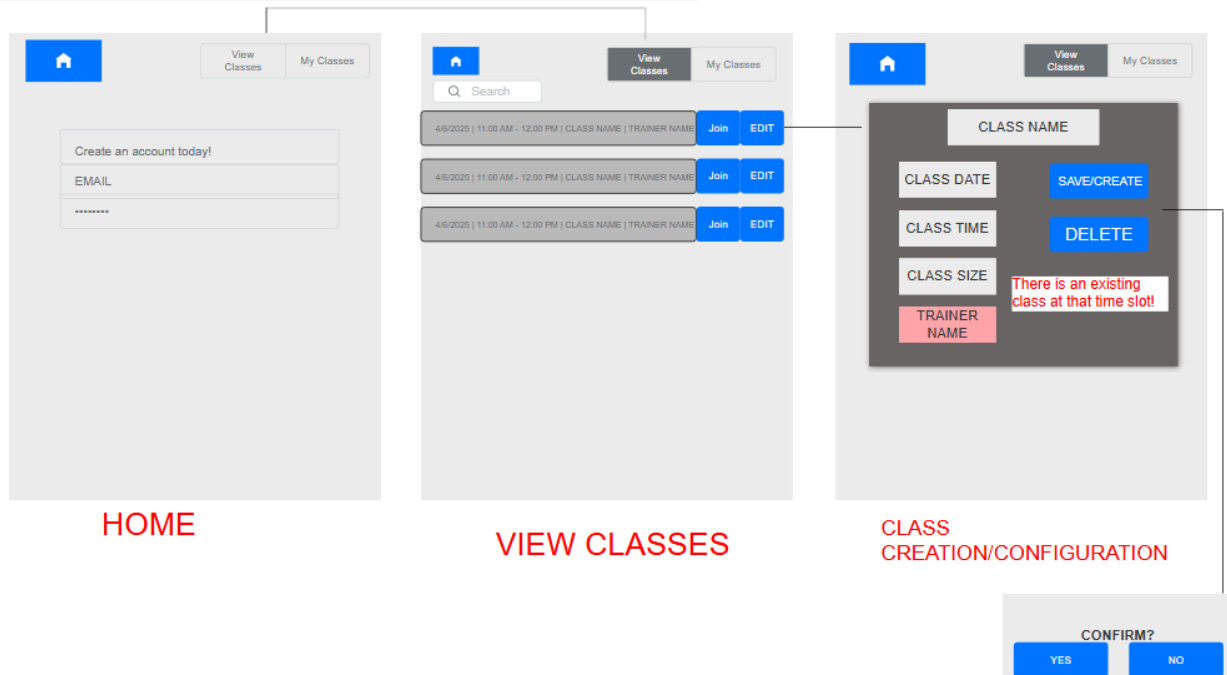 View
Classes
My Classes
Create an account today!
EMAIL
********
HOME
View
Classes
My Classes
Search
4/6/2025 | 11:00 AM - 12:00 PM | CLASS NAME | TRAINER NAME
Join
EDIT
4/6/2025 | 11:00 AM - 12:00 PM | CLASS NAME | TRAINER NAME
Join
EDIT
4/6/2025 | 11:00 AM - 12:00 PM | CLASS NAME | TRAINER NAME
Join
EDIT
VIEW CLASSES
View
Classes
My Classes
CLASS NAME
CLASS DATE
SAVE/CREATE
CLASS TIME
DELETE
CLASS SIZE
There is an existing
class at that time slot!
TRAINER
NAME
CLASS
CREATION/CONFIGURATION
CONFIRM?
YES
NO